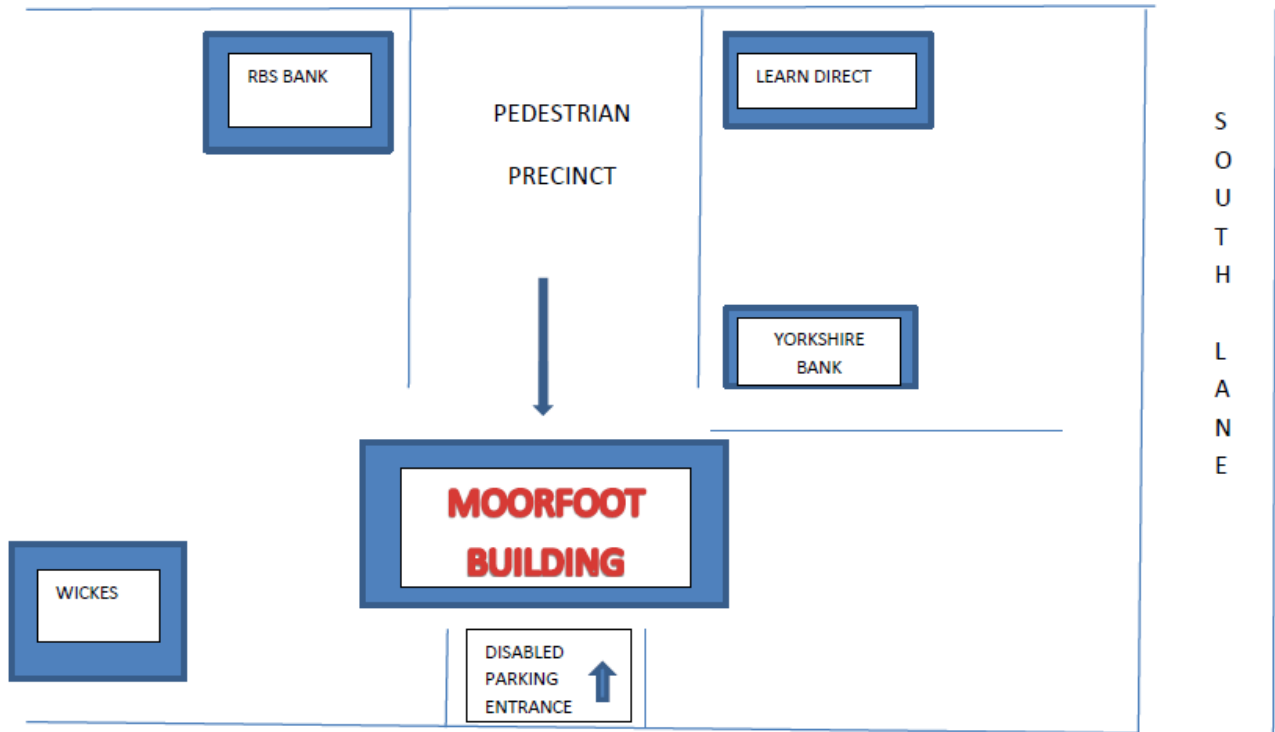 RBS BANK
LEARN DIRECT
PEDESTRIAN
PRECINCT
S
O
U
T
H
L
A
N
E
YORKSHIRE
BANK
MOORFOOT
BUILDING
WICKES
DISABLED
PARKING
ENTRANCE